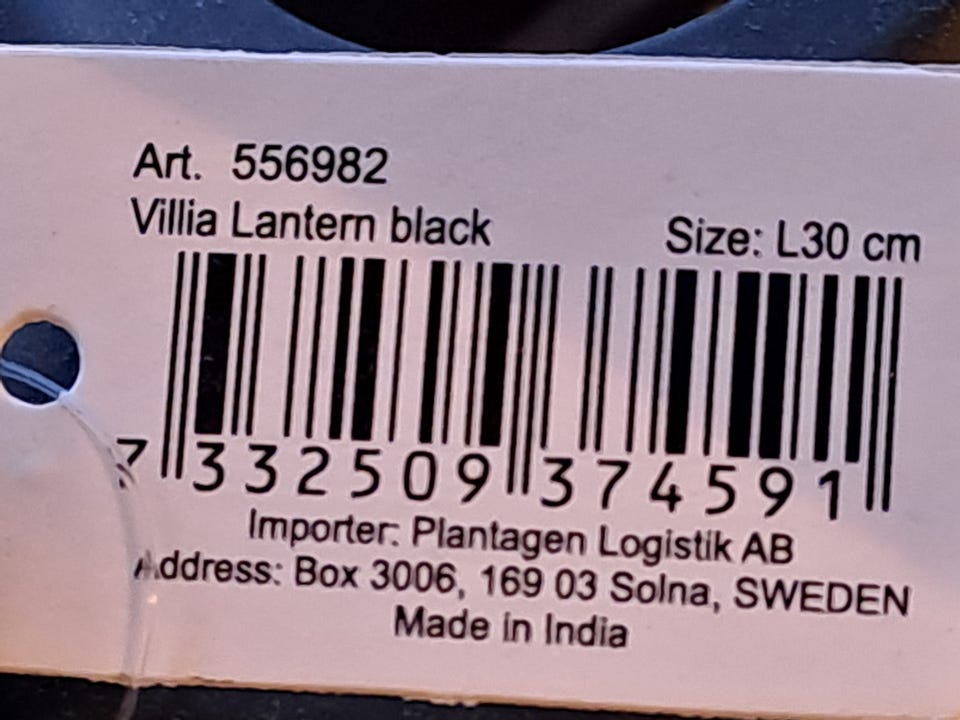 Art. 556982
Villia Lantern black Size: L30 cm
7 332509 374591
Importer: Plantagen Logistik AB
Address: Box 3006, 169 03 Solna, SWEDEN
Made in India